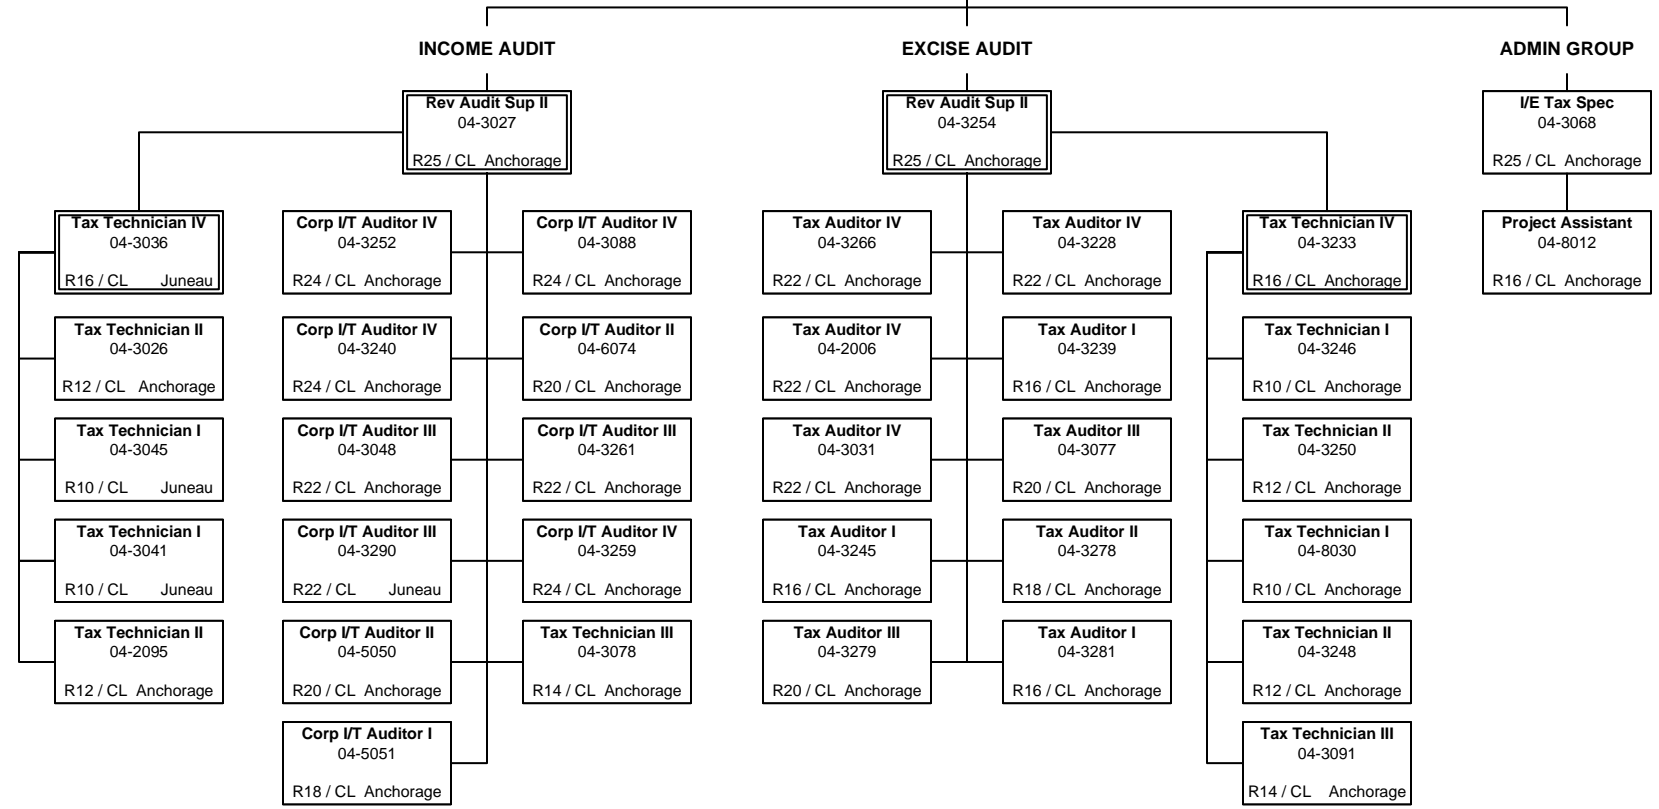 INCOME AUDIT
EXCISE AUDIT
ADMIN GROUP
Rev Audit Sup II
04-3027
R25 / CL Anchorage
Rev Audit Sup II
04-3254
R25 / CL Anchorage
I/E Tax Spec
04-3068
R25 / CL Anchorage
Tax Technician IV
04-3036
R16 / CL Juneau
Corp I/T Auditor IV
04-3252
R24 / CL Anchorage
Corp I/T Auditor IV
04-3088
R24 / CL Anchorage
Tax Auditor IV
04-3266
R22 / CL Anchorage
Tax Auditor IV
04-3228
R22 / CL Anchorage
Tax Technician IV
04-3233
R16 / CL Anchorage
Project Assistant
04-8012
R16 / CL Anchorage
Tax Technician II
04-3026
R12 / CL Anchorage
Corp I/T Auditor IV
04-3240
R24 / CL Anchorage
Corp I/T Auditor II
04-6074
R20 / CL Anchorage
Tax Auditor IV
04-2006
R22 / CL Anchorage
Tax Auditor I
04-3239
R16 / CL Anchorage
Tax Technician I
04-3246
R10 / CL Anchorage
Tax Technician I
04-3045
R10 / CL Juneau
Corp I/T Auditor III
04-3048
R22 / CL Anchorage
Corp I/T Auditor III
04-3261
R22 / CL Anchorage
Tax Auditor IV
04-3031
R22 / CL Anchorage
Tax Auditor III
04-3077
R20 / CL Anchorage
Tax Technician II
04-3250
R12 / CL Anchorage
Tax Technician I
04-3041
R10 / CL Juneau
Corp I/T Auditor III
04-3290
R22 / CL Juneau
Corp I/T Auditor IV
04-3259
R24 / CL Anchorage
Tax Auditor I
04-3245
R16 / CL Anchorage
Tax Auditor II
04-3278
R18 / CL Anchorage
Tax Technician I
04-8030
R10 / CL Anchorage
Tax Technician II
04-2095
R12 / CL Anchorage
Corp I/T Auditor II
04-5050
R20 / CL Anchorage
Tax Technician III
04-3078
R14 / CL Anchorage
Tax Auditor III
04-3279
R20 / CL Anchorage
Tax Auditor I
04-3281
R16 / CL Anchorage
Tax Technician II
04-3248
R12 / CL Anchorage
Corp I/T Auditor I
04-5051
R18 / CL Anchorage
Tax Technician III
04-3091
R14 / CL Anchorage